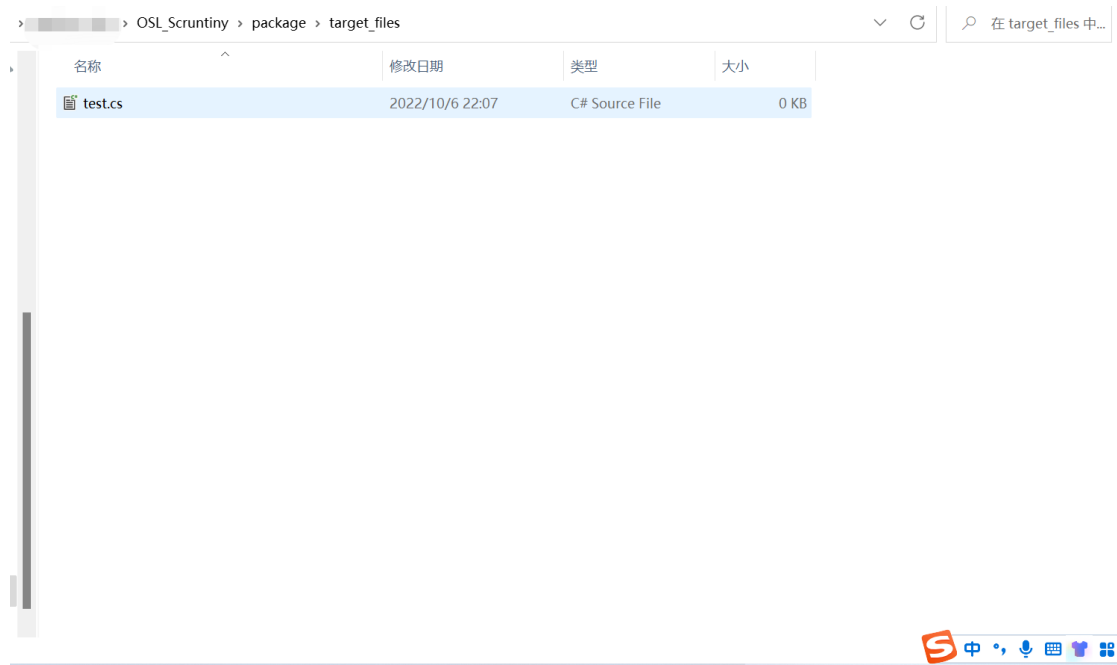 › › OSL_Scruntiny › package › target_files 在 target_files 中...
名称 修改日期 类型 大小
test.cs 2022/10/6 22:07 C# Source File 0 KB
S 中 °,